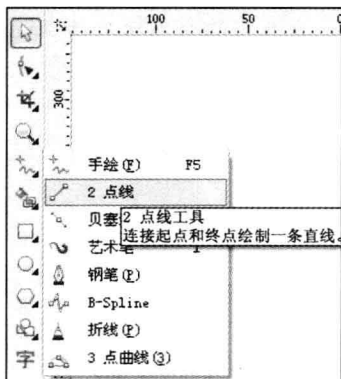 100 50 0
300
手绘(F) F5
2 点线
贝塞
2 点线工具
连接起点和终点绘制一条直线。
艺术笔 I
钢笔(P)
B-Spline
折线(P)
3 点曲线(3)
字